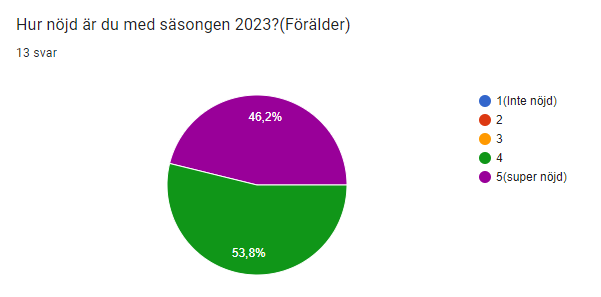 Hur nöjd är du med säsongen 2023?(Förälder)
13 svar
46,2%
53,8%
1(Inte nöjd)
2
3
4
5(super nöjd)